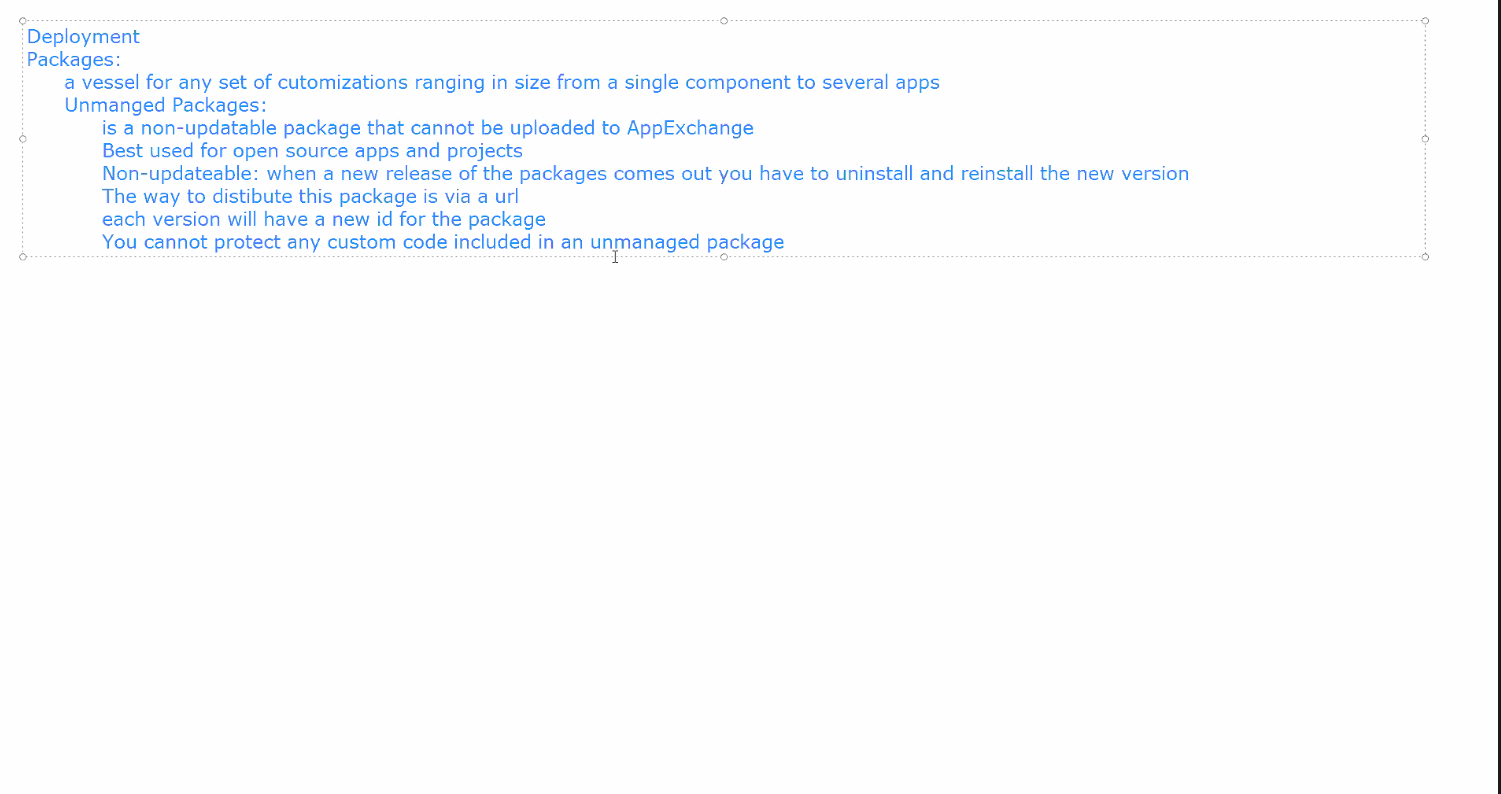 Deployment
Packages:
a vessel for any set of cutomizations ranging in size from a single component to several apps
Unmanged Packages:
is a non-updatable package that cannot be uploaded to AppExchange
Best used for open source apps and projects
Non-updateable: when a new release of the packages comes out you have to uninstall and reinstall the new version
The way to distibute this package is via a url
each version will have a new id for the package
You cannot protect any custom code included in an unmanaged package